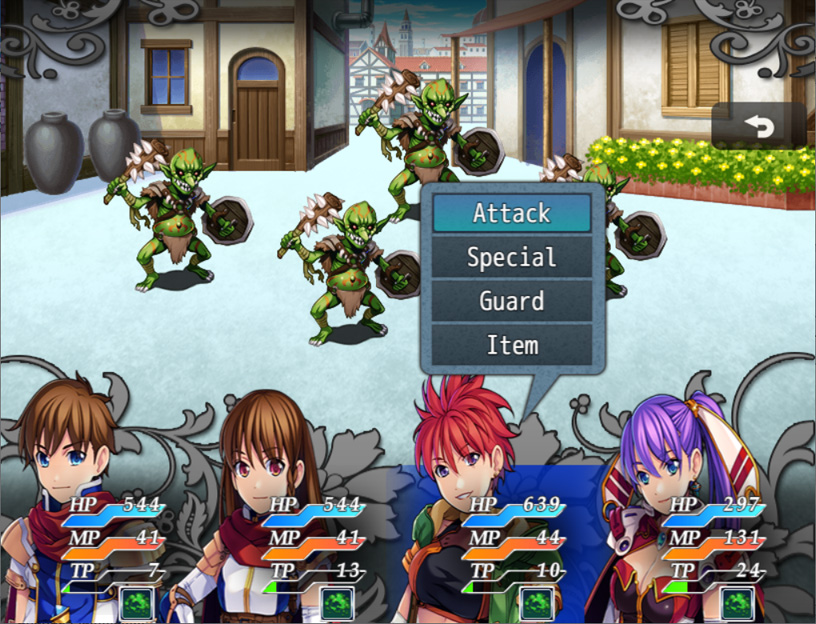 Attack
Special
Guard
Item
HP 544
MP 41
TP 7
HP 544
MP 41
TP 13
HP 639
MP 44
TP 10
HP 297
MP 131
TP 24